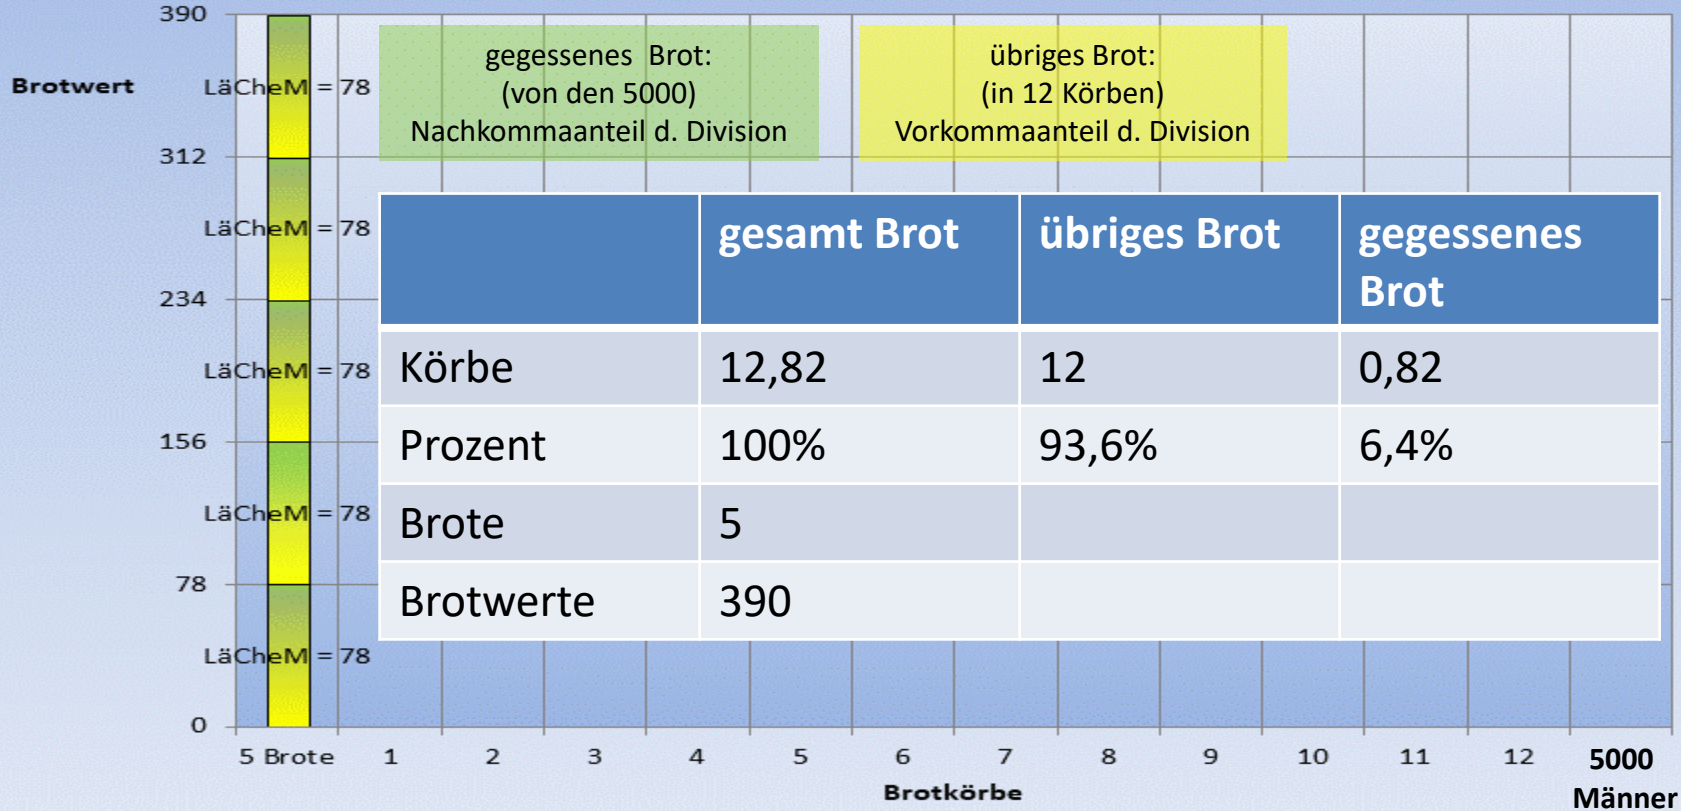 390
Brotwert
LäCheM = 78
312
LäCheM = 78
234
LäCheM = 78
156
LäCheM = 78
78
LäCheM = 78
0
gegessenes Brot:
(von den 5000)
Nachkommaanteil d. Division
übriges Brot:
(in 12 Körben)
Vorkommaanteil d. Division
gesamt Brot übriges Brot gegessenes
Brot
Körbe 12,82 12 0,82
Prozent 100% 93,6% 6,4%
Brote 5
Brotwerte 390
5 Brote 1 2 3 4 5 6 7 8 9 10 11 12 5000
Männer
Brotkörbe